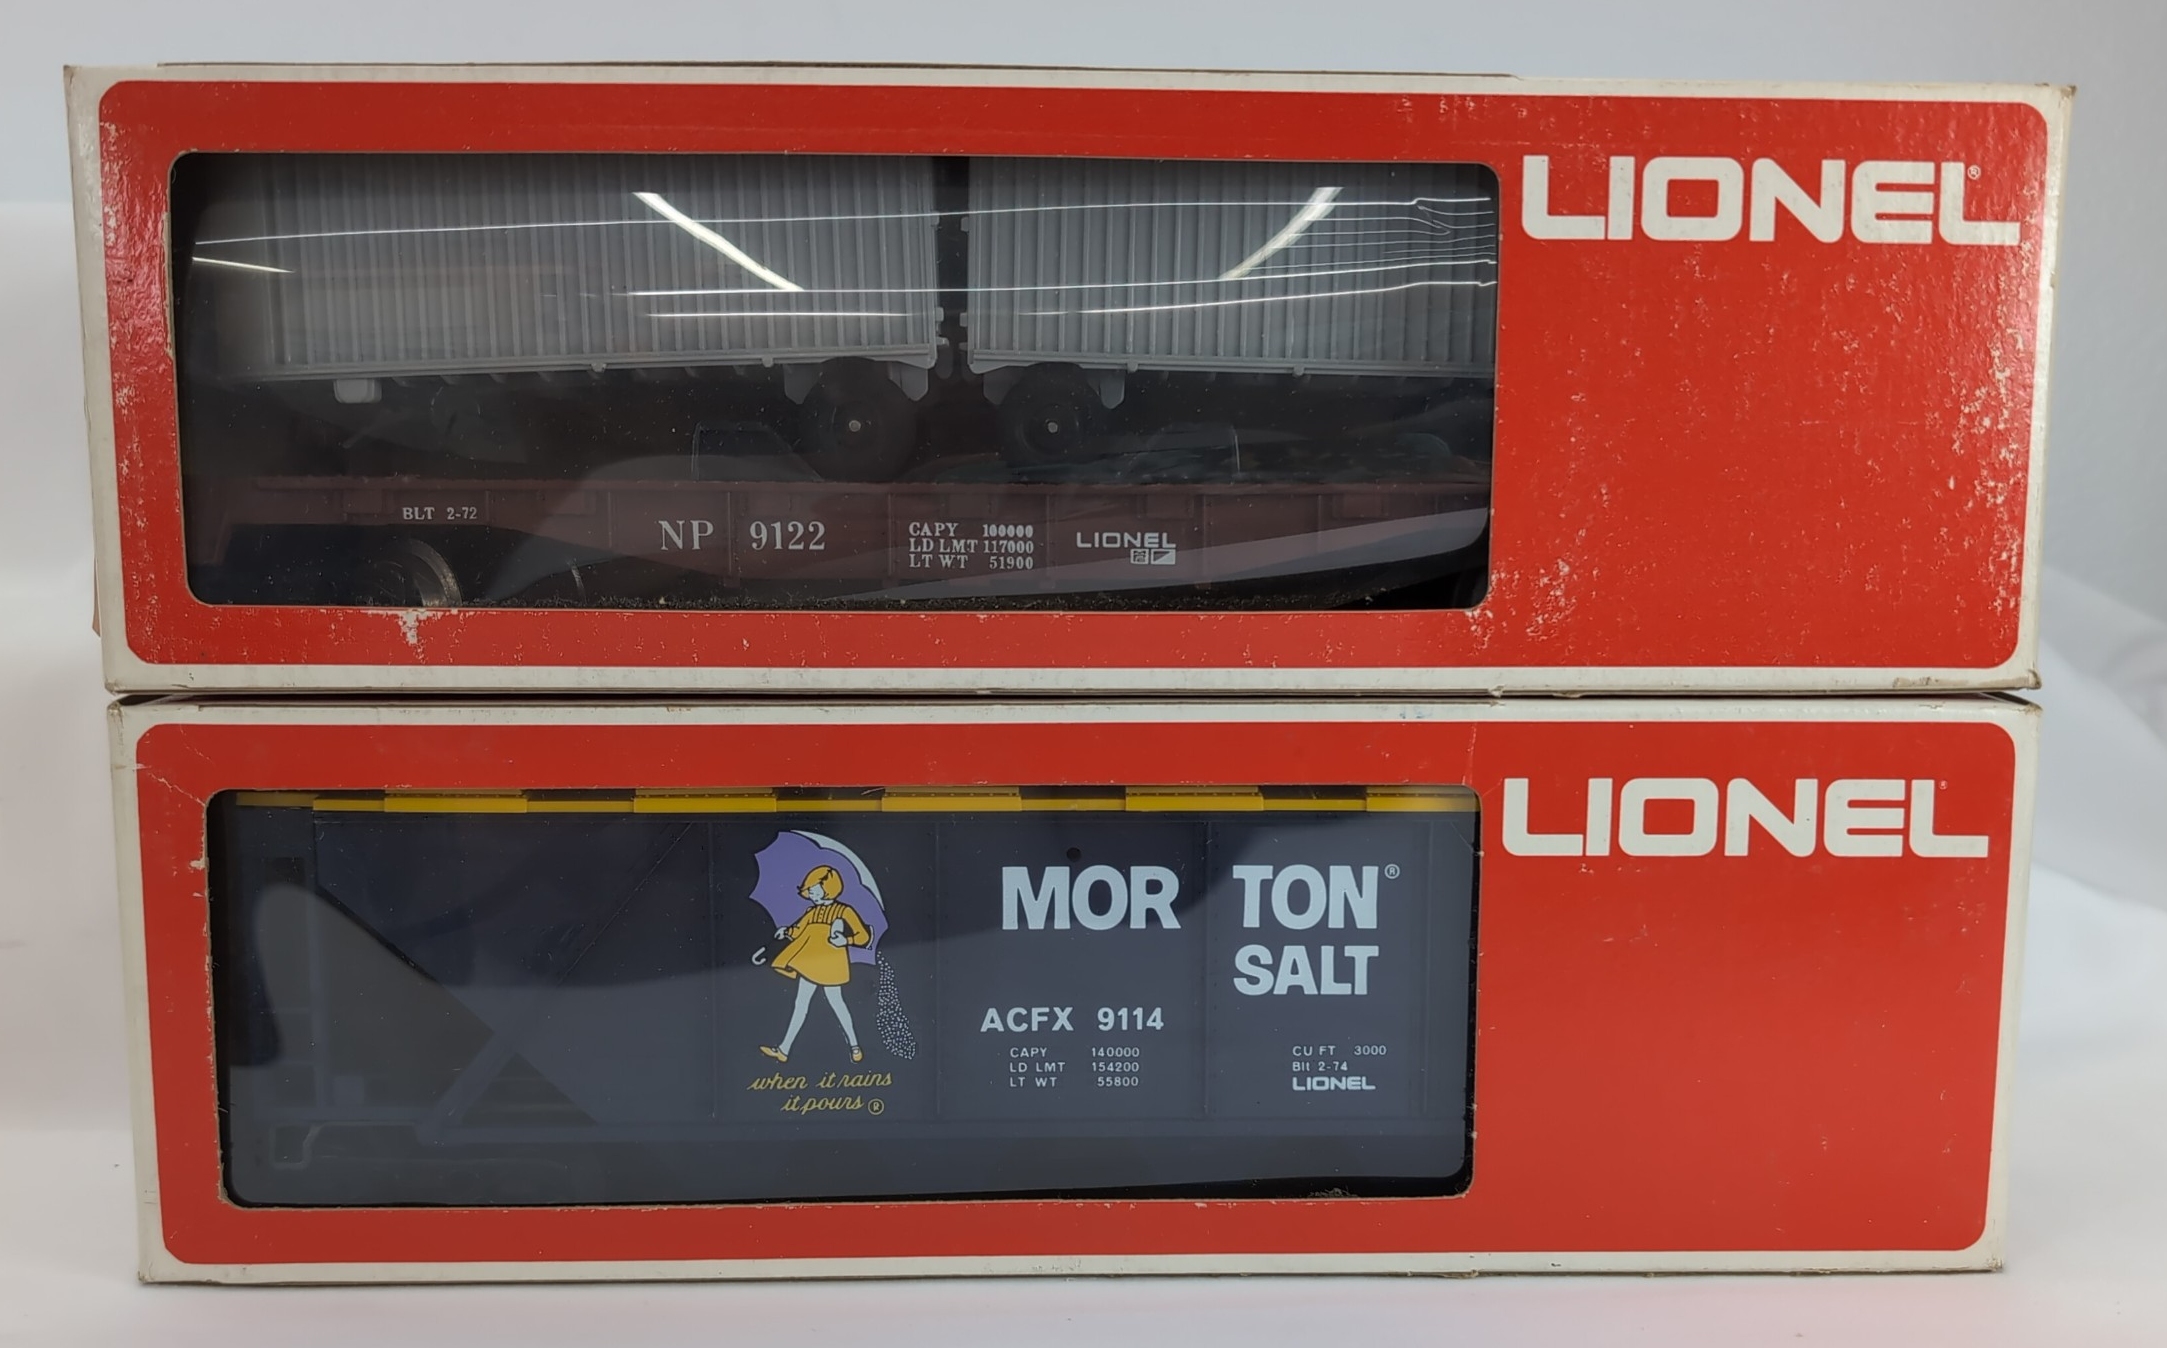 LIONEL®
BLT 2-72
NP 9122
CAPY 100000
LD LMT 117000
LT WT 51900
LIONEL
LIONEL
MORTON®
SALT
ACFX 9114
CAPY 140000
LD LMT 154200
LT WT 55800
CU FT 3000
Blt 2-74
LIONEL
when it rains
it pours ®